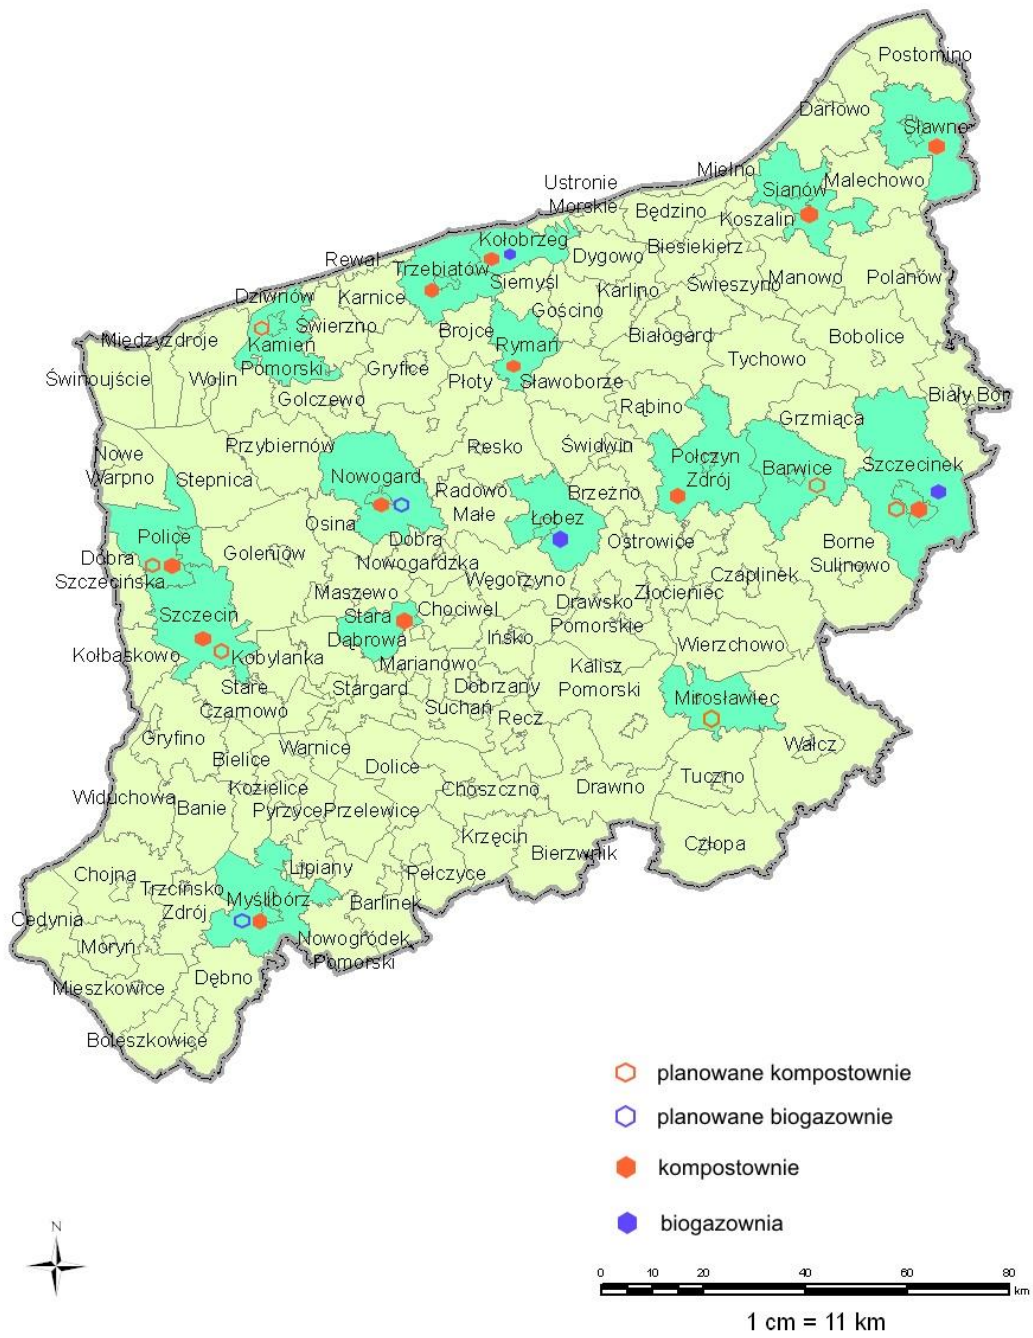 Postomino
Darłowo
Sławno
Mielno
Sianów
Malechowo
Ustronie
Morskie
Będzino
Koszalin
Kołobrzeg
Dygowo
Biesiekierz
Rewal
Trzebiatów
Siemyśl
Karlino
Świeszyno
Manowo
Polanów
Dziwnów
Karnice
Gościno
Świerzno
Brojce
Białogard
Bobolice
Międzyzdroje
Kamień
Pomorski
Rymań
Tychowo
Świnoujście
Wolin
Gryfice
Płoty
Sławoborze
Biały Bór
Golczewo
Rąbino
Grzmiąca
Przybiernów
Resko
Świdwin
Nowe
Warpno
Stepnica
Nowogard
Połczyn
Zdrój
Barwice
Szczecinek
Radowo
Małe
Brzeżno
Osina
Łobez
Police
Dobra
Nowogardzka
Ostrowice
Borne
Sulinowo
Dobra
Szczecińska
Goleniów
Węgorzyno
Czaplinek
Maszewo
Złocieniec
Szczecin
Stara
Dąbrowa
Chociwel
Drawsko
Pomorskie
Ińsko
Wierzchowo
Kołbaskowo
Kobylanka
Marianowo
Kalisz
Pomorski
Stare
Czarnowo
Stargard
Dobrzany
Suchań
Mirosławiec
Recz
Gryfino
Warnice
Wałcz
Bielice
Dolice
Tuczno
Widuchowa
Kozielice
Choszczno
Drawno
Banie
Pyrzyce
Przelewice
Krzęcin
Człopa
Bierzwnik
Chojna
Lipiany
Pełczyce
Trzcińsko
Zdrój
Myślibórz
Barlinek
Cedynia
Moryń
Nowogródek
Pomorski
Mieszkowice
Dębno
Boleszkowice
planowane kompostownie
planowane biogazownie
kompostownie
biogazownia
N
0 10 20 40 60 80
km
1 cm = 11 km